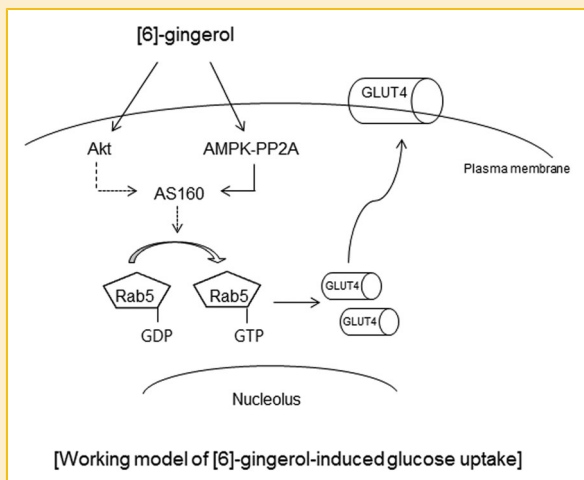 [6]-gingerol
GLUT4
Akt
AMPK-PP2A
Plasma membrane
AS160
Rab5
Rab5
GLUT4
GLUT4
GDP
GTP
Nucleolus
[Working model of [6]-gingerol-induced glucose uptake]